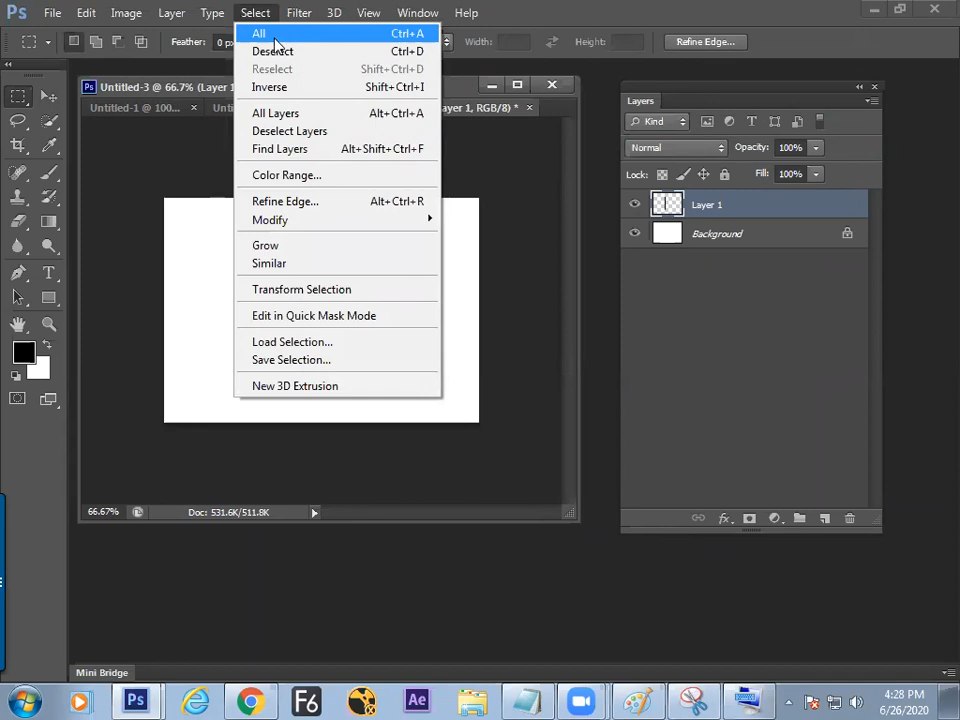 Ps File Edit Image Layer Type Select Filter 3D View Window Help
Feather: 0 px Width: Height: Refine Edge...
All Ctrl+A
Deselect Ctrl+D
Reselect Shift+Ctrl+D
Inverse Shift+Ctrl+I
All Layers Alt+Ctrl+A
Deselect Layers
Find Layers Alt+Shift+Ctrl+F
Color Range...
Refine Edge... Alt+Ctrl+R
Modify
Grow
Similar
Transform Selection
Edit in Quick Mask Mode
Load Selection...
Save Selection...
New 3D Extrusion
Ps Untitled-3 @ 66.7% (Layer 1
Untitled-3 @ 100... × ayer 1, RGB/8) * ×
66.67% Doc: 531.6K/511.8K
Layers
Kind
Normal Opacity: 100%
Lock: Fill: 100%
Layer 1
Background
Mini Bridge
Ps F6 Ae
4:28 PM
6/26/2020